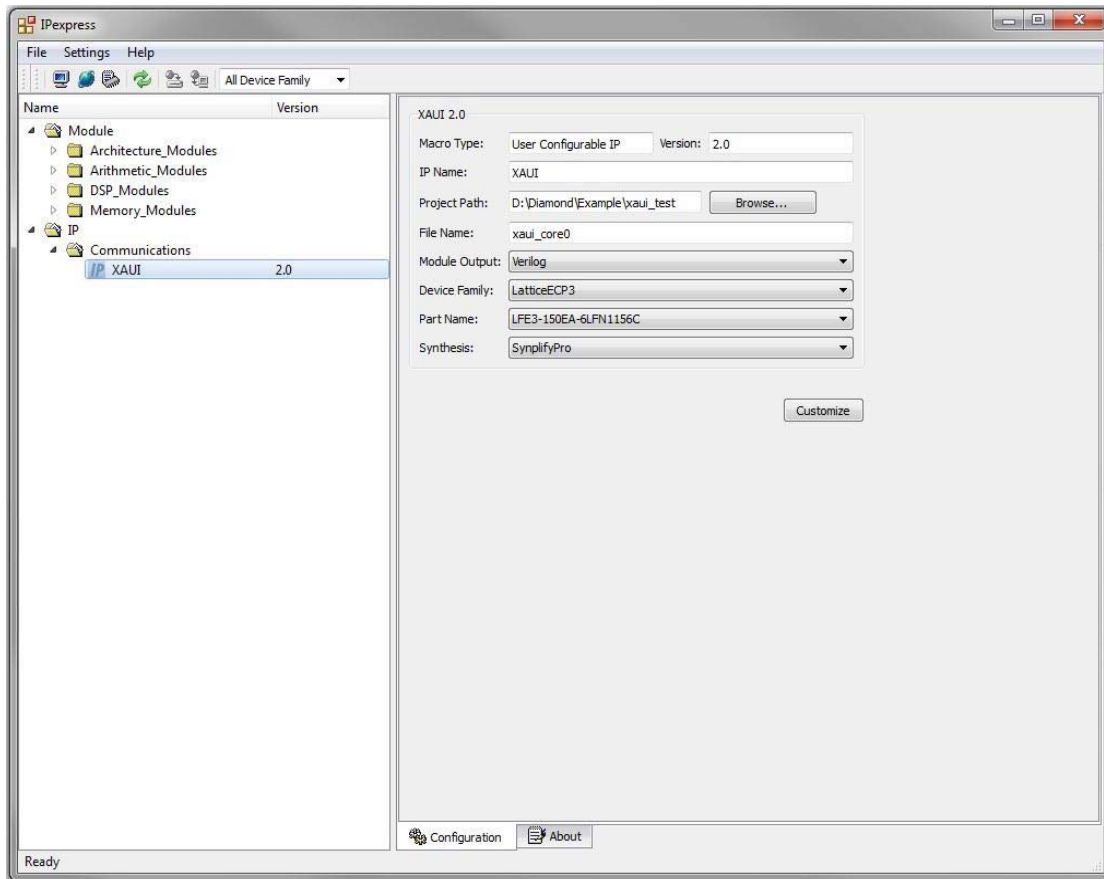 IPexpress
File Settings Help
All Device Family
Name Version
Module
Architecture_Modules
Arithmetic_Modules
DSP_Modules
Memory_Modules
IP
Communications
IP XAUI 2.0
XAUI 2.0
Macro Type: User Configurable IP Version: 2.0
IP Name: XAUI
Project Path: D:\Diamond\Example\xaui_test Browse...
File Name: xaui_core0
Module Output: Verilog
Device Family: LatticeECP3
Part Name: LFE3-150EA-6LFN1156C
Synthesis: SynplifyPro
Customize
Configuration About
Ready